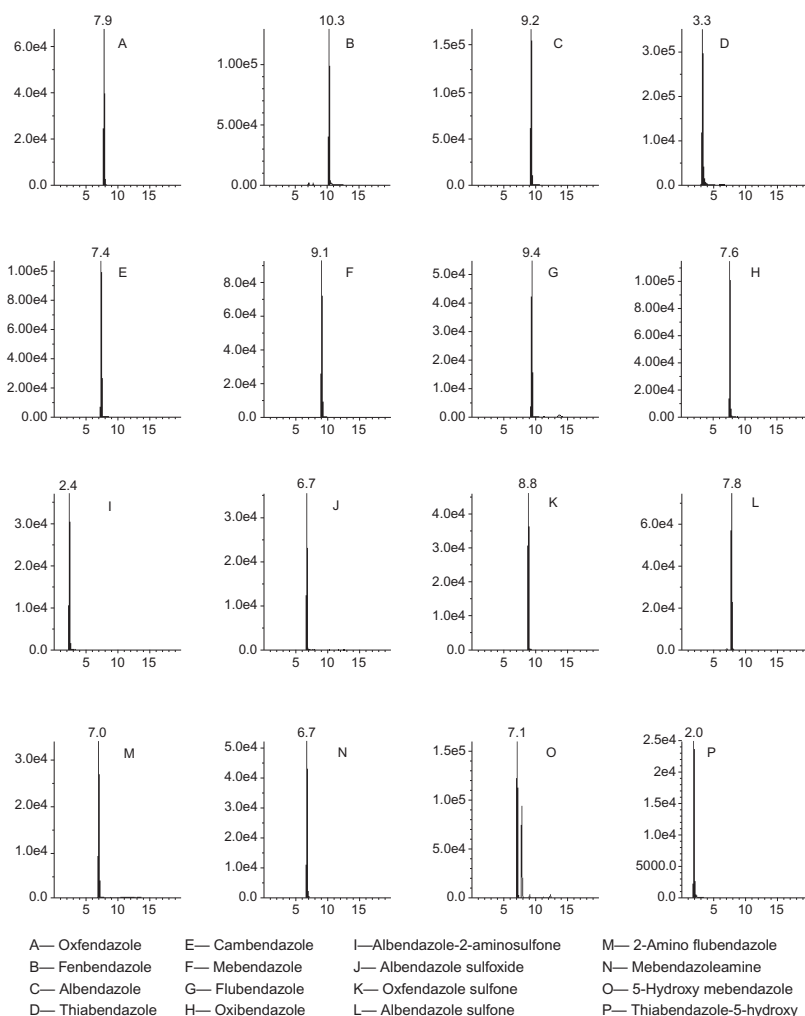 7.9 10.3 9.2 3.3
A B C D
6.0e4 1.00e5 1.5e5 3.0e5
4.0e4 1.0e5 2.0e5
2.0e4 5.00e4 5.0e4 1.0e5
0.0 0.00 0.0 0.0
5 10 15 5 10 15 5 10 15 5 10 15
7.4 9.1 9.4 7.6
E F G H
1.00e5 8.0e4 5.0e4 1.00e5
8.00e4 6.0e4 4.0e4 8.00e4
6.00e4 4.0e4 3.0e4 6.00e4
4.00e4 2.0e4 2.0e4 4.00e4
2.00e4 1.0e4 2.00e4
0.00 0.0 0.0 0.00
5 10 15 5 10 15 5 10 15 5 10 15
2.4 6.7 8.8 7.8
I J K L
3.0e4 3.0e4 4.0e4 6.0e4
2.0e4 2.0e4 3.0e4 4.0e4
1.0e4 1.0e4 2.0e4 2.0e4
1.0e4
0.0 0.0 0.0 0.0
5 10 15 5 10 15 5 10 15 5 10 15
7.0 6.7 7.1 2.0
M N O P
3.0e4 5.0e4 1.5e5 2.5e4
2.0e4 4.0e4 1.0e5 2.0e4
1.0e4 3.0e4 5.0e4 1.5e4
2.0e4 1.0e4
1.0e4 5000.0
0.0 0.0 0.0 0.0
5 10 15 5 10 15 5 10 15 5 10 15
A— Oxfendazole E— Cambendazole I—Albendazole-2-aminosulfone M— 2-Amino flubendazole
B— Fenbendazole F— Mebendazole J— Albendazole sulfoxide N— Mebendazoleamine
C— Albendazole G— Flubendazole K— Oxfendazole sulfone O— 5-Hydroxy mebendazole
D— Thiabendazole H— Oxibendazole L— Albendazole sulfone P— Thiabendazole-5-hydroxy